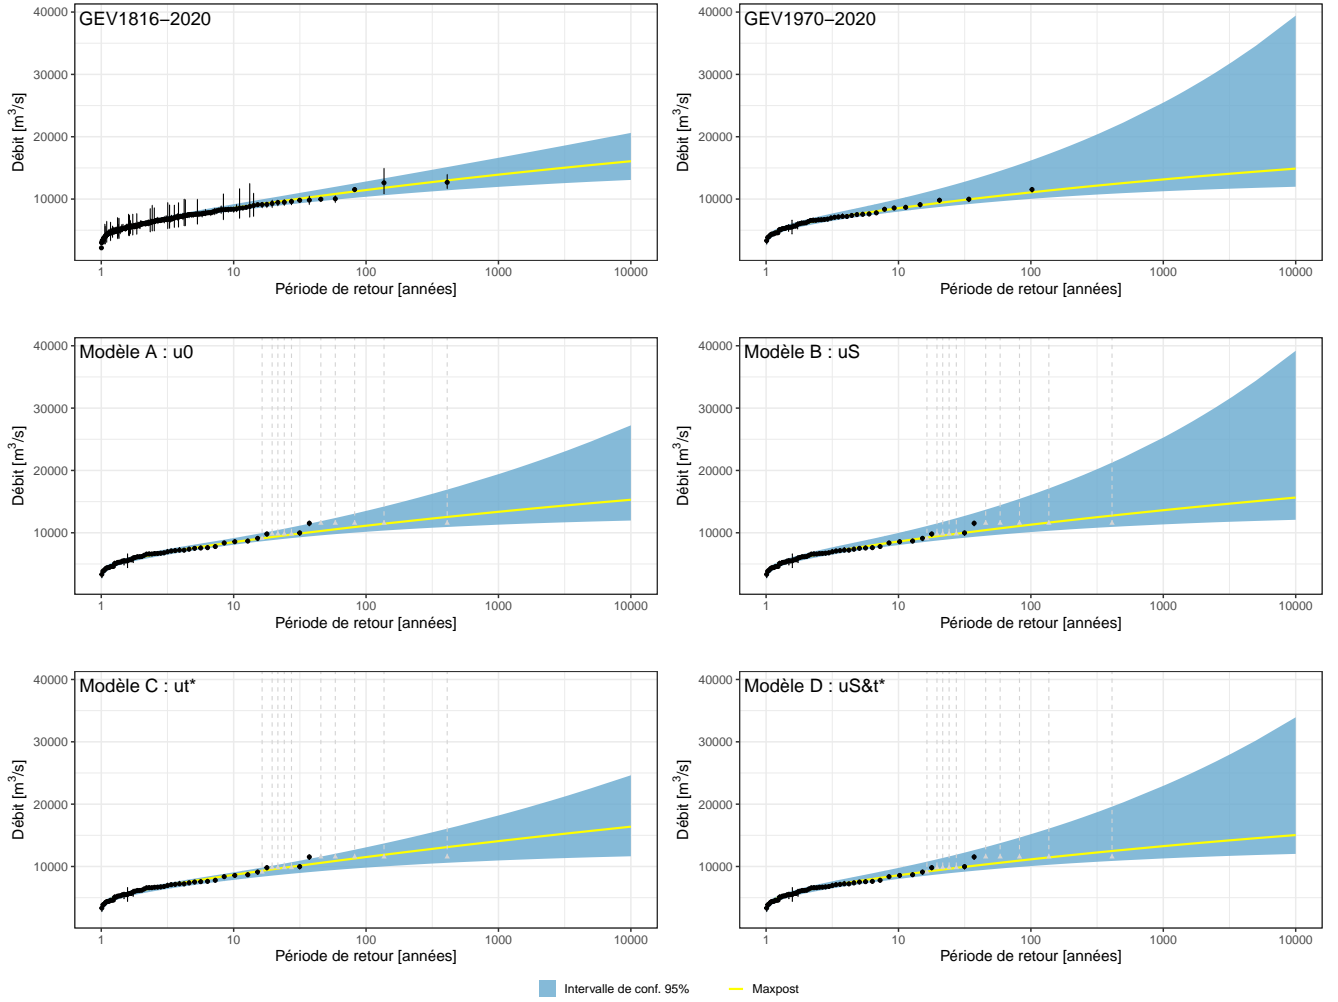 GEV1816−2020
40000
30000
20000
10000
Débit [m³/s]
1 10 100 1000 10000
Période de retour [années]
GEV1970−2020
40000
30000
20000
10000
Débit [m³/s]
1 10 100 1000 10000
Période de retour [années]
Modèle A : u0
40000
30000
20000
10000
Débit [m³/s]
1 10 100 1000 10000
Période de retour [années]
Modèle B : uS
40000
30000
20000
10000
Débit [m³/s]
1 10 100 1000 10000
Période de retour [années]
Modèle C : ut*
40000
30000
20000
10000
Débit [m³/s]
1 10 100 1000 10000
Période de retour [années]
Modèle D : uS&t*
40000
30000
20000
10000
Débit [m³/s]
1 10 100 1000 10000
Période de retour [années]
Intervalle de conf. 95% Maxpost